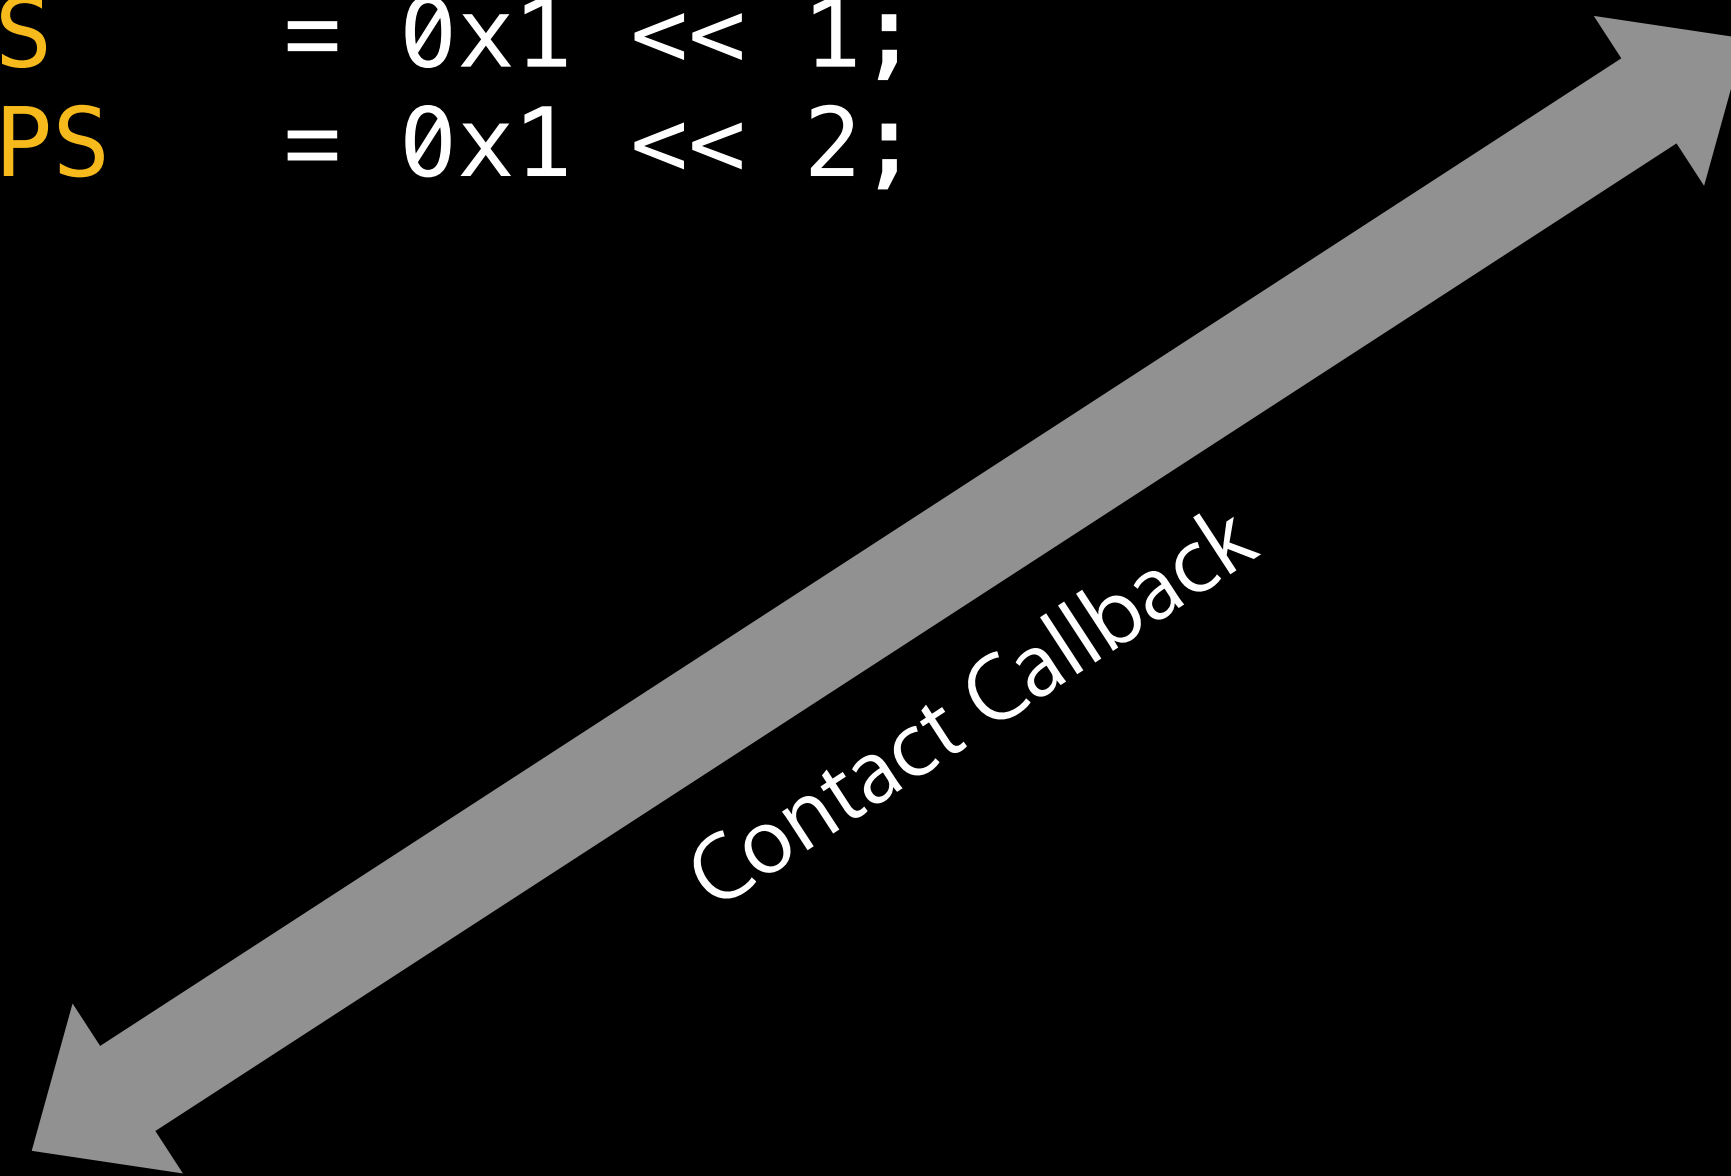 S = 0x1 << 1;
PS = 0x1 << 2;
Contact Callback